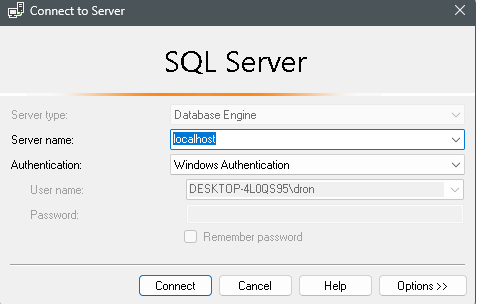 Connect to Server
SQL Server
Server type: Database Engine
Server name: localhost
Authentication: Windows Authentication
User name: DESKTOP-4L0QS95\dron
Password:
Remember password
Connect Cancel Help Options >>